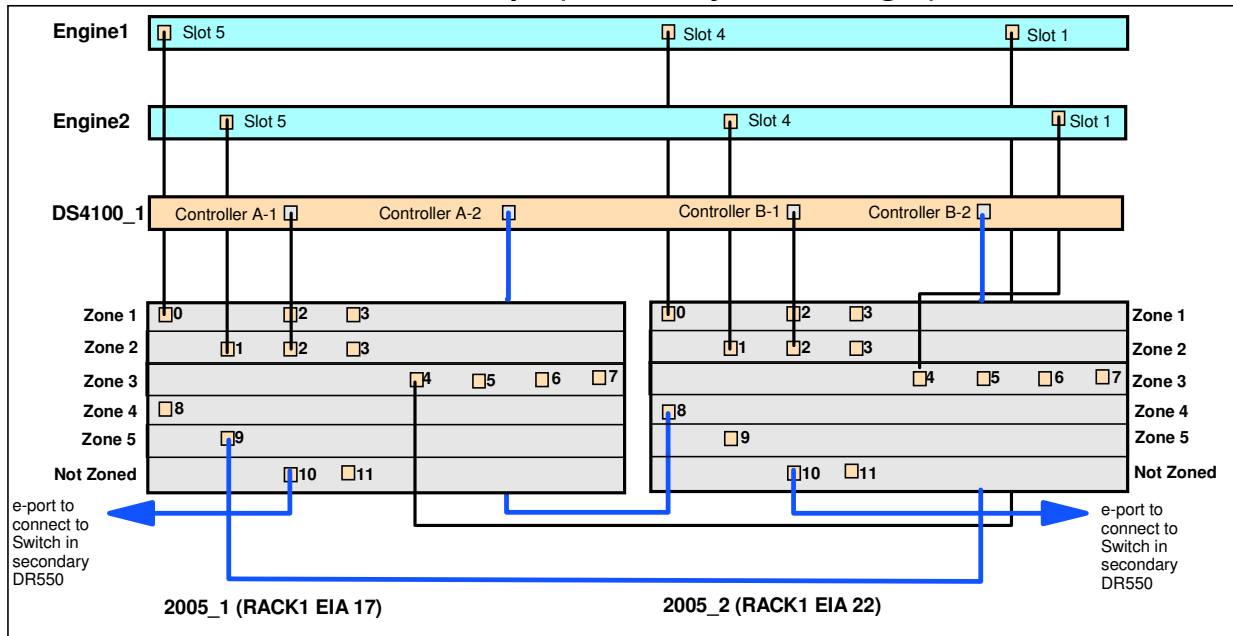 Engine1
Slot 5
Slot 4
Slot 1
Engine2
Slot 5
Slot 4
Slot 1
DS4100_1
Controller A-1
Controller A-2
Controller B-1
Controller B-2
Zone 1
0
2
3
0
2
3
Zone 1
Zone 2
1
2
3
1
2
3
Zone 2
Zone 3
4
5
6
7
4
5
6
7
Zone 3
Zone 4
8
8
Zone 4
Zone 5
9
9
Zone 5
Not Zoned
10
11
10
11
Not Zoned
e-port to
connect to
Switch in
secondary
DR550
e-port to
connect to
Switch in
secondary
DR550
2005_1 (RACK1 EIA 17)
2005_2 (RACK1 EIA 22)